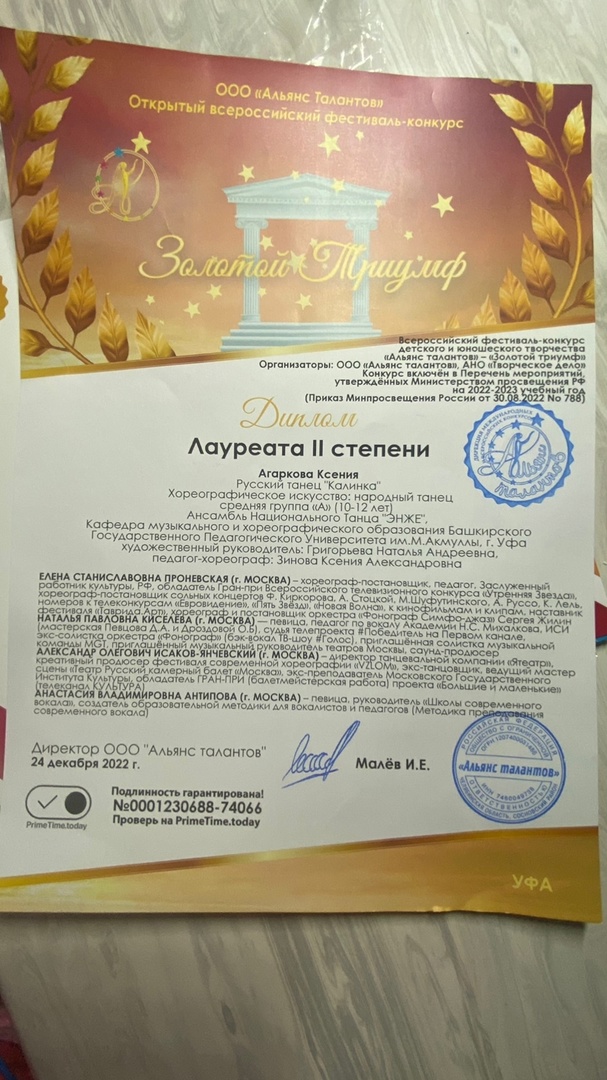 ООО «Альянс Талантов»
Открытый всероссийский фестиваль-конкурс
Золотой Триумф
Всероссийский фестиваль-конкурс
детского и юношеского творчества
«Альянс талантов» – «Золотой триумф»
Организаторы: ООО «Альянс талантов», АНО «Творческое дело»
Конкурс включён в Перечень мероприятий,
утверждённых Министерством просвещения РФ
на 2022-2023 учебный год
(Приказ Минпросвещения России от 30.08.2022 No 788)
Диплом
Лауреата II степени
Альянс талантов
Агаркова Ксения
Русский танец "Калинка"
Хореографическое искусство: народный танец
средняя группа «А» (10-12 лет)
Ансамбль Национального Танца "ЭНЖЕ",
Кафедра музыкального и хореографического образования Башкирского
Государственного Педагогического Университета им.М.Акмуллы, г. Уфа
художественный руководитель: Григорьева Наталья Андреевна,
педагог-хореограф: Зинова Ксения Александровна
ЕЛЕНА СТАНИСЛАВОВНА ПРОНЕВСКАЯ (г. МОСКВА) – хореограф-постановщик, педагог, Заслуженный
работник культуры, РФ, обладатель Гран-при Всероссийского телевизионного конкурса «Утренняя Звезда»,
хореограф-постановщик сольных концертов Ф. Киркорова, А. Стоцкой, М.Шуфутинского, А. Руссо, К. Лель,
номеров к телеконкурсам «Евровидение», «Пять Звёзд», «Новая Волна», к кинофильмам и клипам, наставник
фестиваля «Таврида.Арт», хореограф и постановщик оркестра «Фонограф Симфо-джаз» Сергея Жилин
НАТАЛЬЯ ПАВЛОВНА КИСЕЛЕВА (г. МОСКВА) – певица, педагог по вокалу Академии Н.С. Михалкова, ИСИ
(мастерская Певцова Д.А. и Дроздовой О.Б), судья телепроекта #Победитель на Первом канале,
экс-солистка оркестра «Фонограф» (бэк-вокал ТВ-шоу #Голос), приглашённая солистка музыкальной
команды MGT, приглашённый музыкальный руководитель театров Москвы, саунд-продюсер
АЛЕКСАНДР ОЛЕГОВИЧ ИСАКОВ-ЯНЧЕВСКИЙ (г. МОСКВА) – директор танцевальной компании «Ятеатр»,
креативный продюсер фестиваля современной хореографии «VZLOM», экс-танцовщик, ведущий мастер
сцены «Театр Русский камерный балет «Москва», экс-преподаватель Московского Государственного
Института Культуры, обладатель ГРАН-ПРИ (балетмейстерская работа) проекта «Большие и маленькие»
(телеканал КУЛЬТУРА)
АНАСТАСИЯ ВЛАДИМИРОВНА АНТИПОВА (г. МОСКВА) – певица, руководитель «Школы современного
вокала», создатель образовательной методики для вокалистов и педагогов (Методика преподавания
современного вокала)
Директор ООО "Альянс талантов"
24 декабря 2022 г.
Малёв И.Е.
«Альянс талантов»
Подлинность гарантирована!
№0001230688-74066
Проверь на PrimeTime.today
PrimeTime.today
УФА